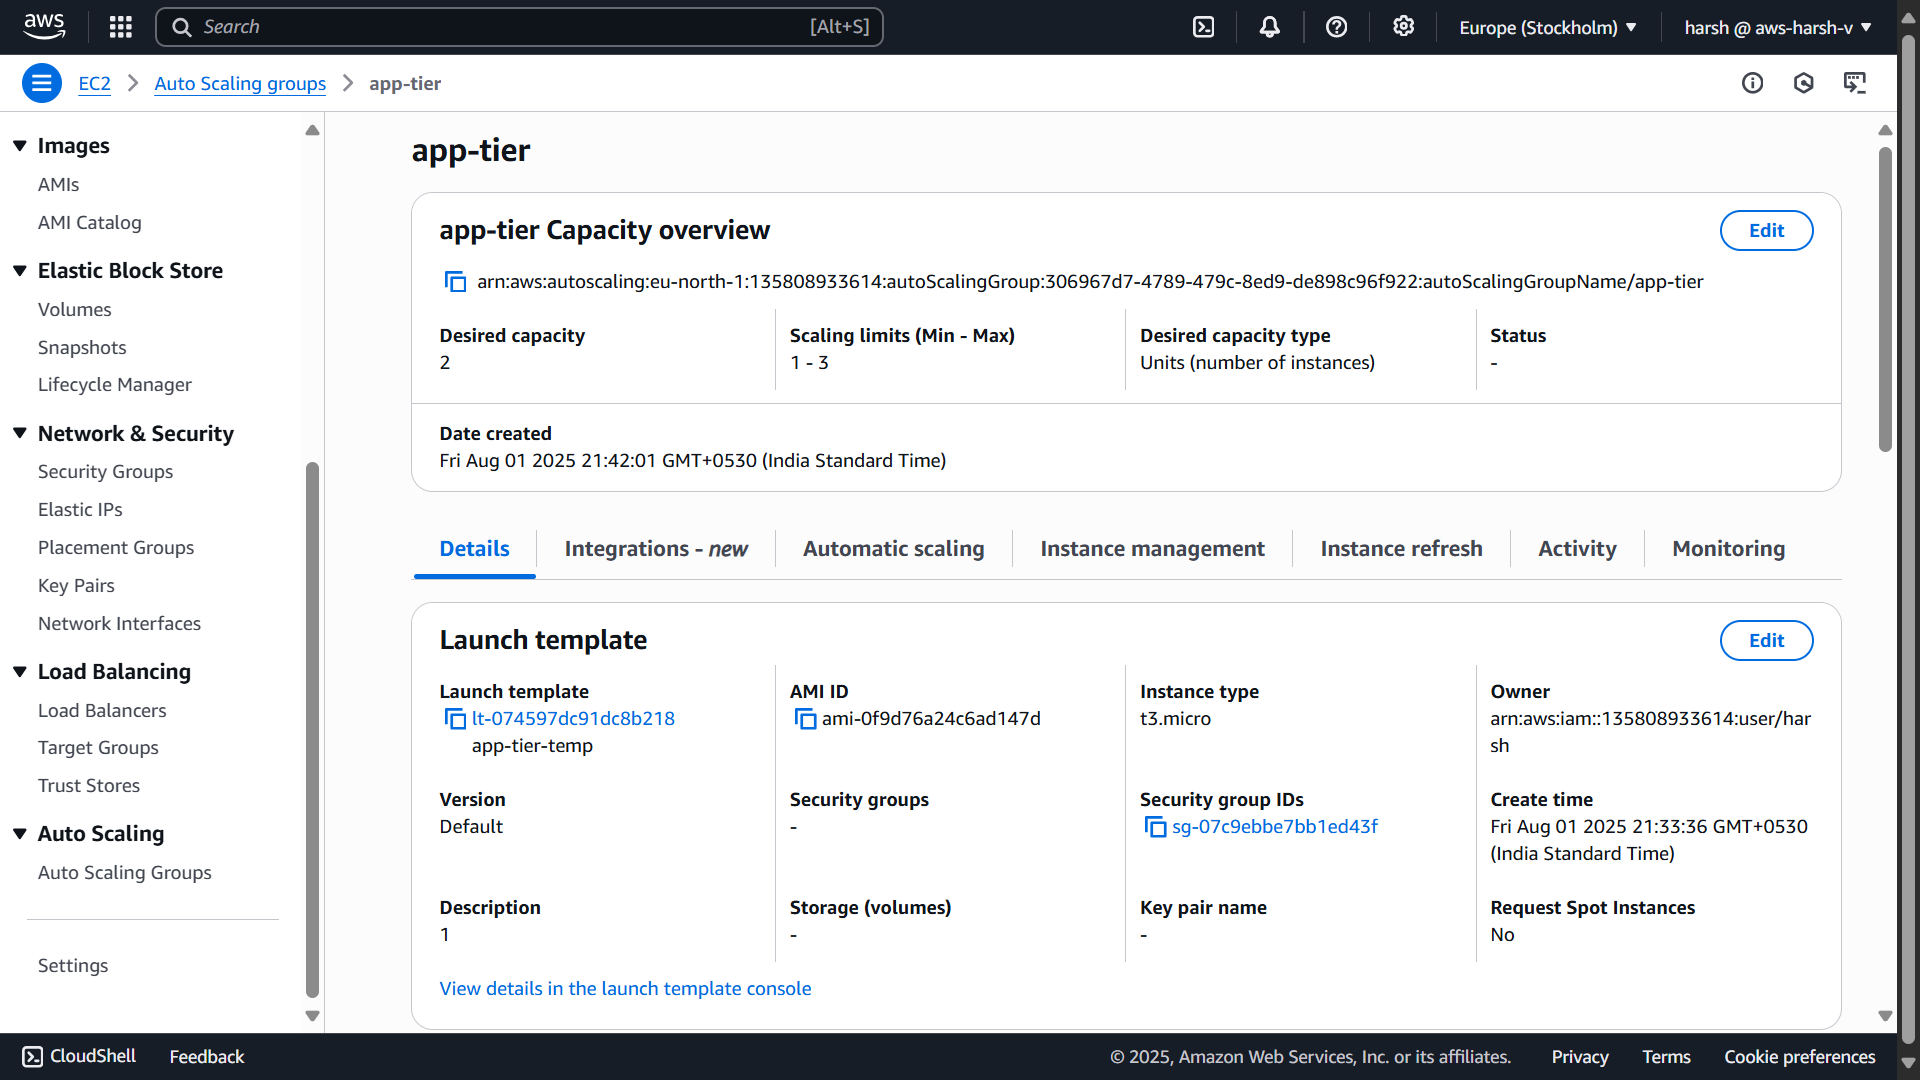 aws
Search
[Alt+S]
Europe (Stockholm)
harsh @ aws-harsh-v
EC2
Auto Scaling groups
app-tier
Images
AMIs
AMI Catalog
Elastic Block Store
Volumes
Snapshots
Lifecycle Manager
Network & Security
Security Groups
Elastic IPs
Placement Groups
Key Pairs
Network Interfaces
Load Balancing
Load Balancers
Target Groups
Trust Stores
Auto Scaling
Auto Scaling Groups
Settings
app-tier
app-tier Capacity overview
Edit
arn:aws:autoscaling:eu-north-1:135808933614:autoScalingGroup:306967d7-4789-479c-8ed9-de898c96f922:autoScalingGroupName/app-tier
Desired capacity
2
Scaling limits (Min - Max)
1 - 3
Desired capacity type
Units (number of instances)
Status
-
Date created
Fri Aug 01 2025 21:42:01 GMT+0530 (India Standard Time)
Details
Integrations - new
Automatic scaling
Instance management
Instance refresh
Activity
Monitoring
Launch template
Edit
Launch template
lt-074597dc91dc8b218
app-tier-temp
AMI ID
ami-0f9d76a24c6ad147d
Instance type
t3.micro
Owner
arn:aws:iam::135808933614:user/har
sh
Version
Default
Security groups
-
Security group IDs
sg-07c9ebbe7bb1ed43f
Create time
Fri Aug 01 2025 21:33:36 GMT+0530
(India Standard Time)
Description
1
Storage (volumes)
-
Key pair name
-
Request Spot Instances
No
View details in the launch template console
CloudShell
Feedback
© 2025, Amazon Web Services, Inc. or its affiliates.
Privacy
Terms
Cookie preferences